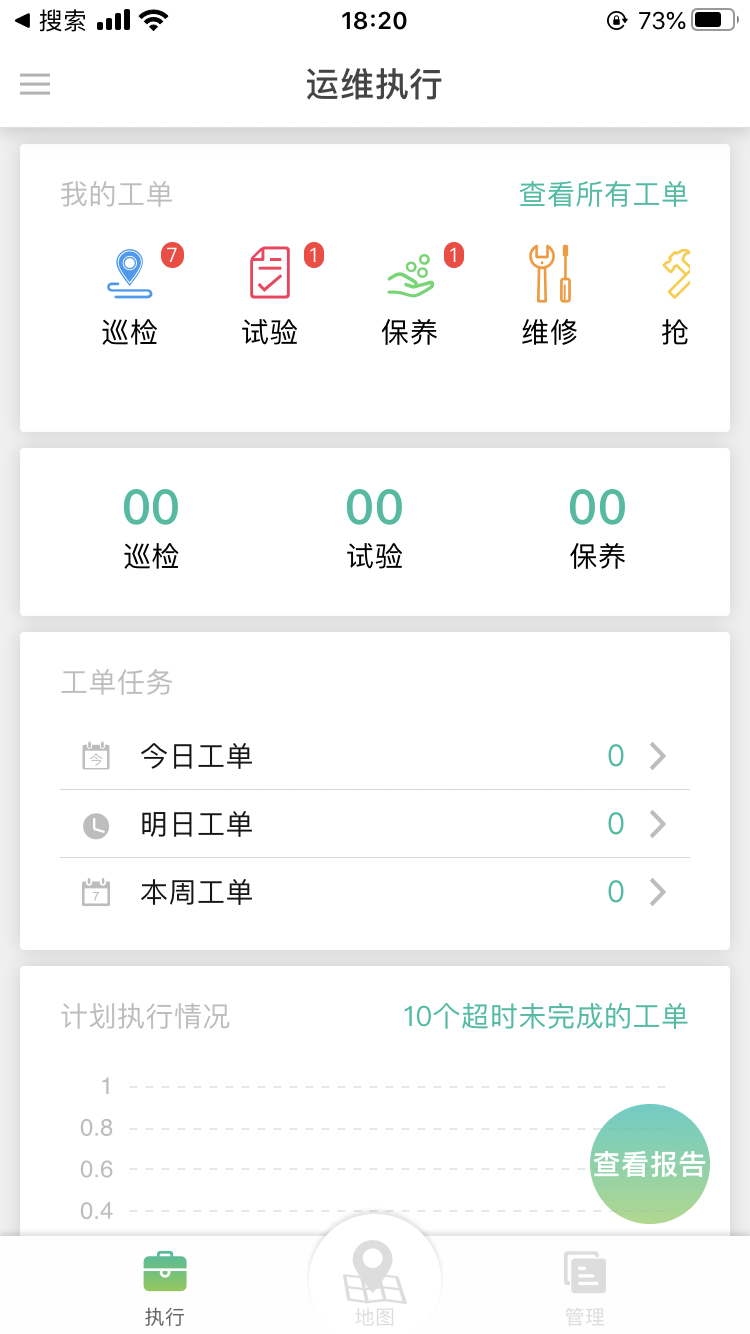 搜索 18:20 73%
运维执行
我的工单 查看所有工单
7 1 1
巡检 试验 保养 维修 抢
00 00 00
巡检 试验 保养
工单任务
今 今日工单 0
明日工单 0
7 本周工单 0
计划执行情况 10个超时未完成的工单
1
0.8
0.6
查看报告
0.4
执行 地图 管理